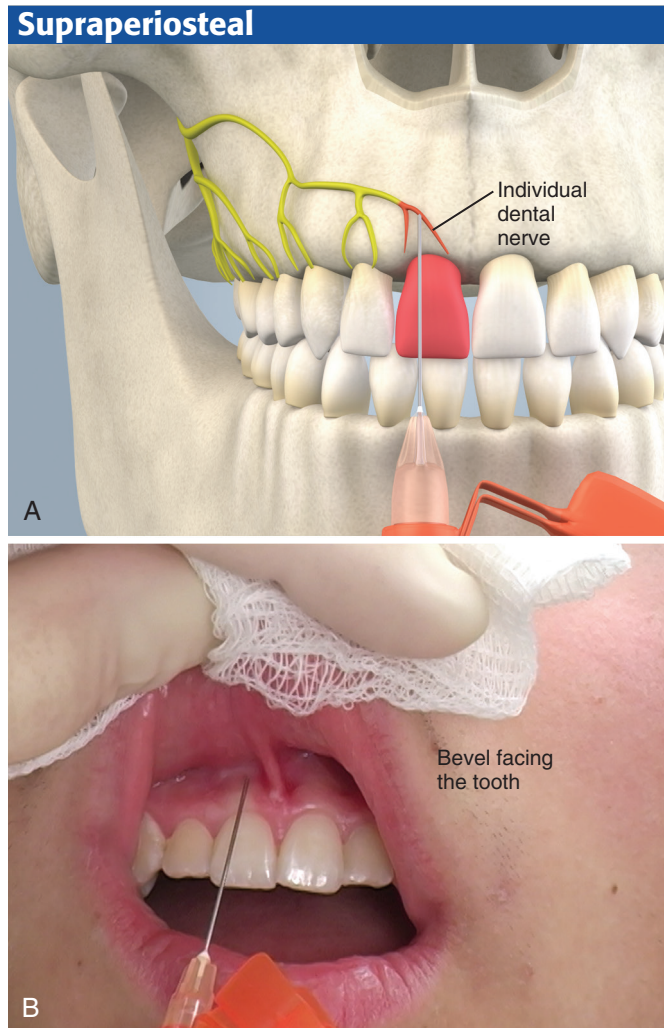 Supraperiosteal
Individual
dental
nerve
A
Bevel facing
the tooth
B